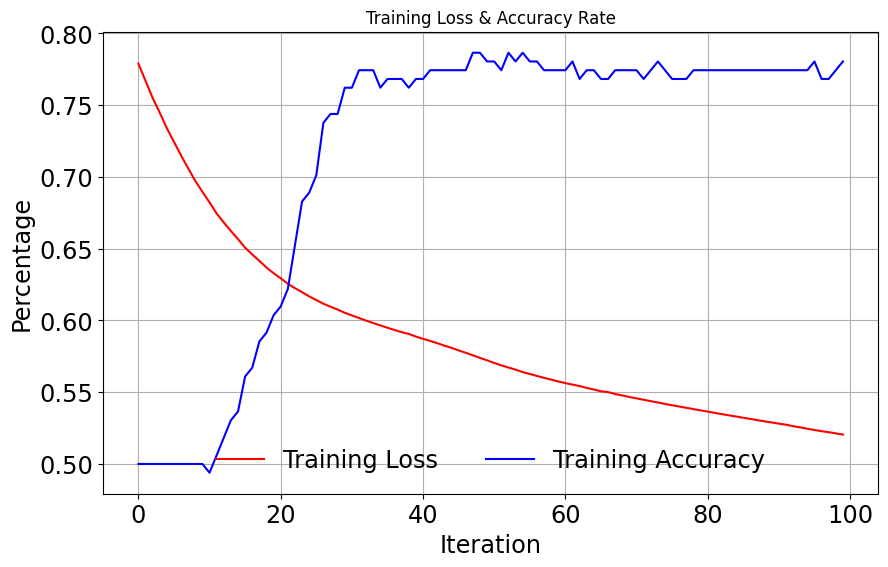 Training Loss & Accuracy Rate
0.80
0.75
0.70
0.65
0.60
0.55
0.50
Percentage
Training Loss
Training Accuracy
0 20 40 60 80 100
Iteration